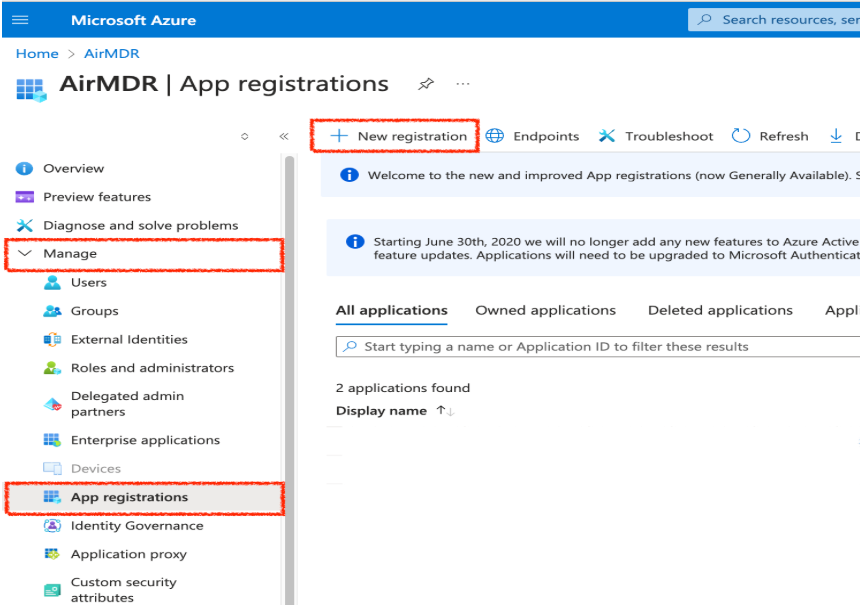 Microsoft Azure
Search resources, ser
Home > AirMDR
AirMDR | App registrations
New registration
Endpoints
Troubleshoot
Refresh
Overview
Preview features
Diagnose and solve problems
Manage
Users
Groups
External Identities
Roles and administrators
Delegated admin
partners
Enterprise applications
Devices
App registrations
Identity Governance
Application proxy
Custom security
attributes
Welcome to the new and improved App registrations (now Generally Available). S
Starting June 30th, 2020 we will no longer add any new features to Azure Active
feature updates. Applications will need to be upgraded to Microsoft Authenticat
All applications
Owned applications
Deleted applications
Appl
Start typing a name or Application ID to filter these results
2 applications found
Display name ↑↓